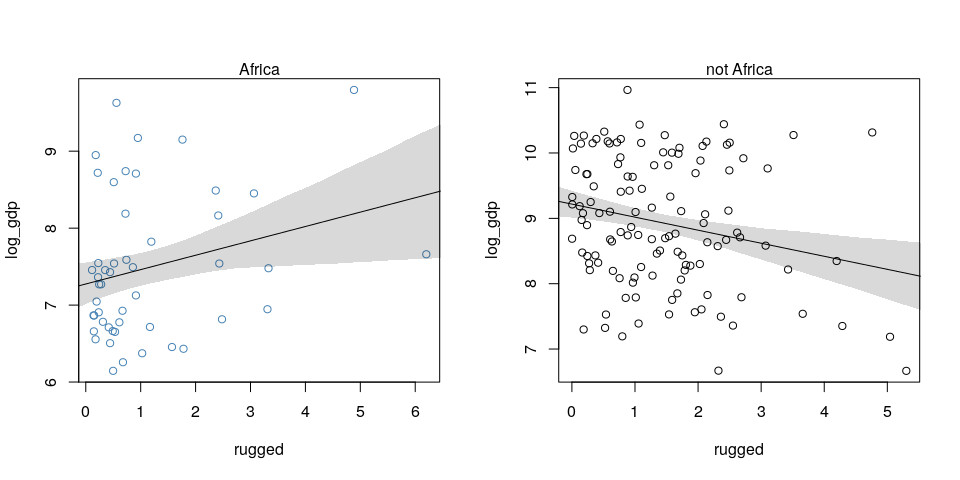 Africa
log_gdp
9
8
7
6
0 1 2 3 4 5 6
rugged
not Africa
log_gdp
11
10
9
8
7
0 1 2 3 4 5
rugged